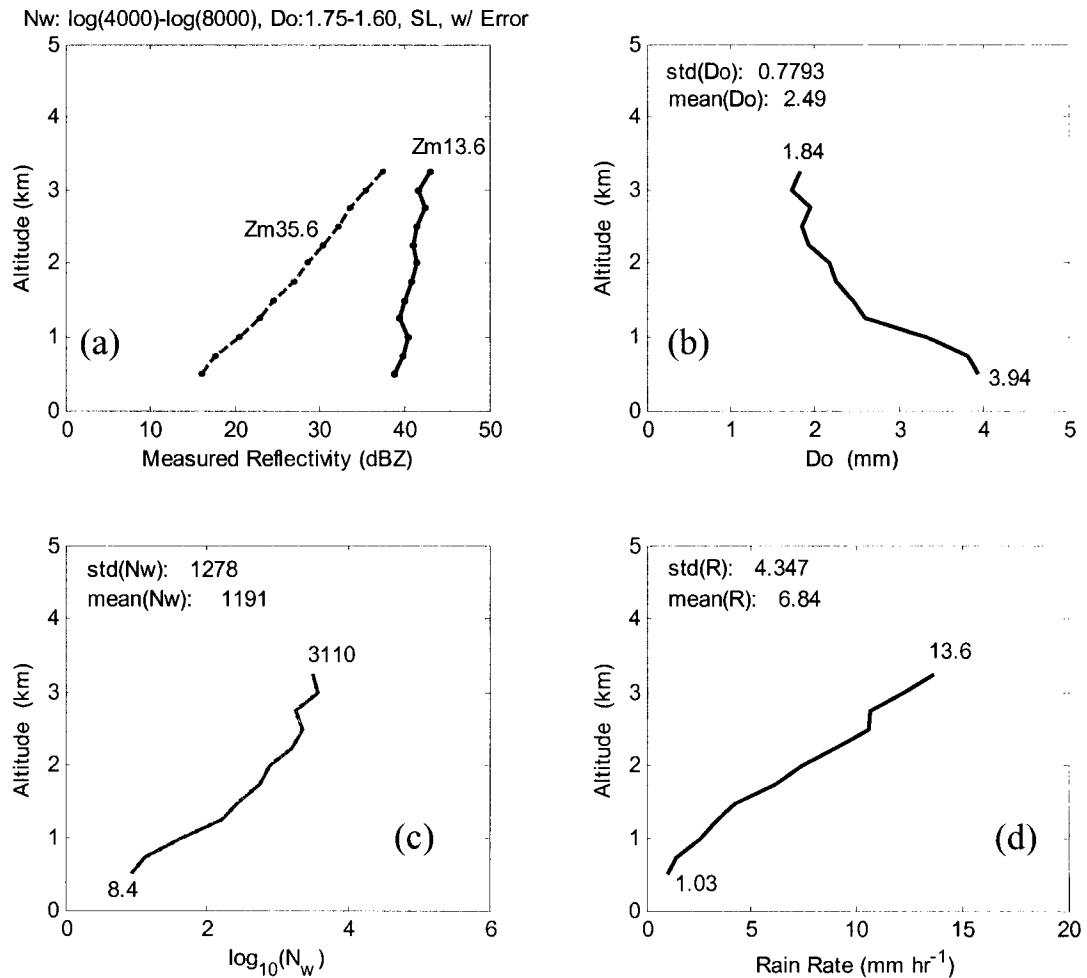 Nw: log(4000)-log(8000), Do:1.75-1.60, SL, w/ Error
5
4
3
2
1
0
Altitude (km)
Zm13.6
Zm35.6
(a)
0 10 20 30 40 50
Measured Reflectivity (dBZ)
5
4
3
2
1
0
Altitude (km)
std(Do): 0.7793
mean(Do): 2.49
1.84
(b)
3.94
0 1 2 3 4 5
Do (mm)
5
4
3
2
1
0
Altitude (km)
std(Nw): 1278
mean(Nw): 1191
3110
(c)
8.4
0 2 4 6
log10(Nw)
5
4
3
2
1
0
Altitude (km)
std(R): 4.347
mean(R): 6.84
13.6
(d)
1.03
0 5 10 15 20
Rain Rate (mm hr-1)